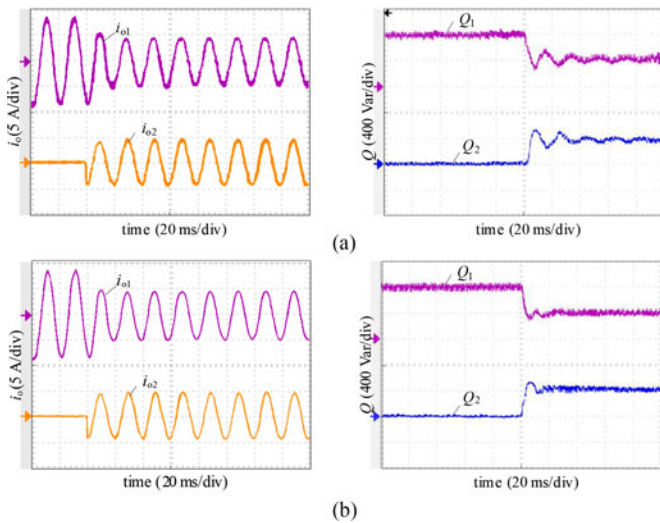 i_o(5 A/div)
i_o1
i_o2
time (20 ms/div)
Q (400 Var/div)
Q_1
Q_2
time (20 ms/div)
(a)
i_o(5 A/div)
i_o1
i_o2
time (20 ms/div)
Q (400 Var/div)
Q_1
Q_2
time (20 ms/div)
(b)